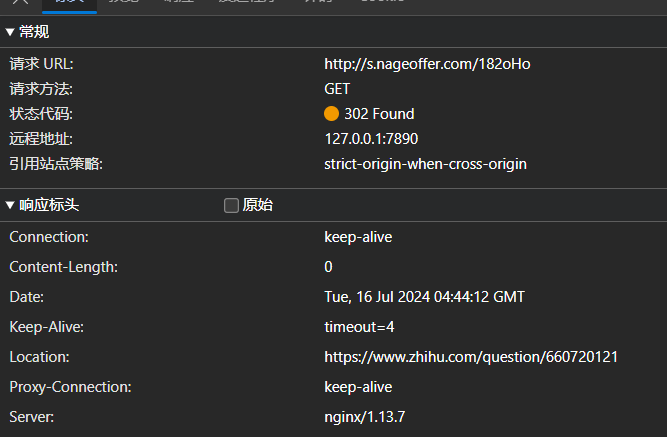 常规
请求 URL: http://s.nageoffer.com/182oHo
请求方法: GET
状态代码: 302 Found
远程地址: 127.0.0.1:7890
引用站点策略: strict-origin-when-cross-origin
响应标头 原始
Connection: keep-alive
Content-Length: 0
Date: Tue, 16 Jul 2024 04:44:12 GMT
Keep-Alive: timeout=4
Location: https://www.zhihu.com/question/660720121
Proxy-Connection: keep-alive
Server: nginx/1.13.7